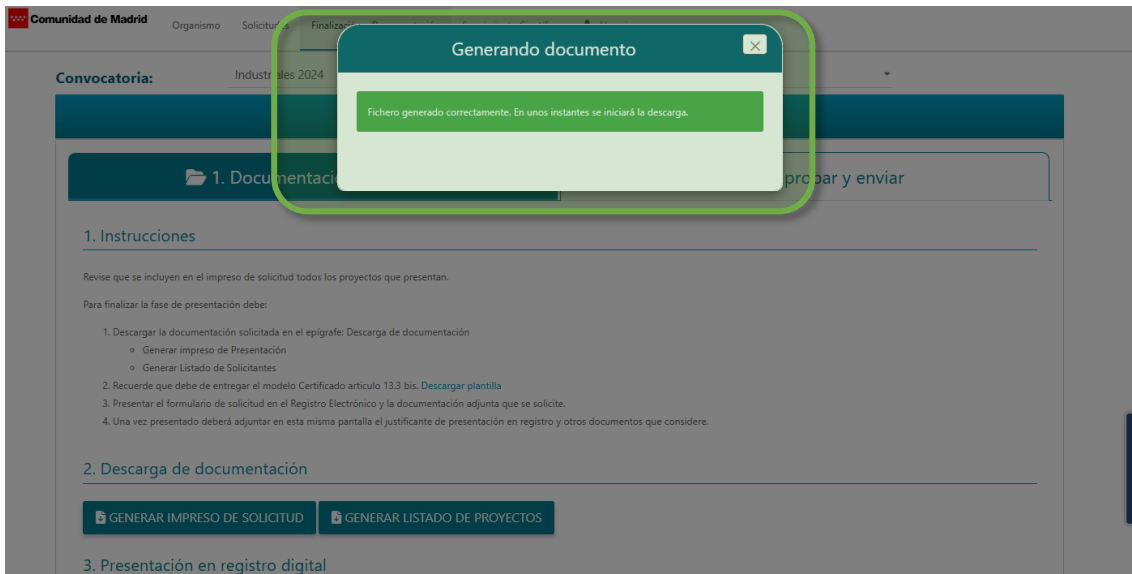 Comunidad de Madrid
Organismo
Solicitudes
Generando documento
Convocatoria:
Industriales 2024
Fichero generado correctamente. En unos instantes se iniciará la descarga.
1. Documentaci
probar y enviar
1. Instrucciones
Revise que se incluyen en el impreso de solicitud todos los proyectos que presentan.
Para finalizar la fase de presentación debe:
1. Descargar la documentación solicitada en el epígrafe: Descarga de documentación
Generar impreso de Presentación
Generar Listado de Solicitantes
2. Recuerde que debe de entregar el modelo Certificado articulo 13.3 bis. Descargar plantilla
3. Presentar el formulario de solicitud en el Registro Electrónico y la documentación adjunta que se solicite.
4. Una vez presentado deberá adjuntar en esta misma pantalla el justificante de presentación en registro y otros documentos que considere.
2. Descarga de documentación
GENERAR IMPRESO DE SOLICITUD
GENERAR LISTADO DE PROYECTOS
3. Presentación en registro digital